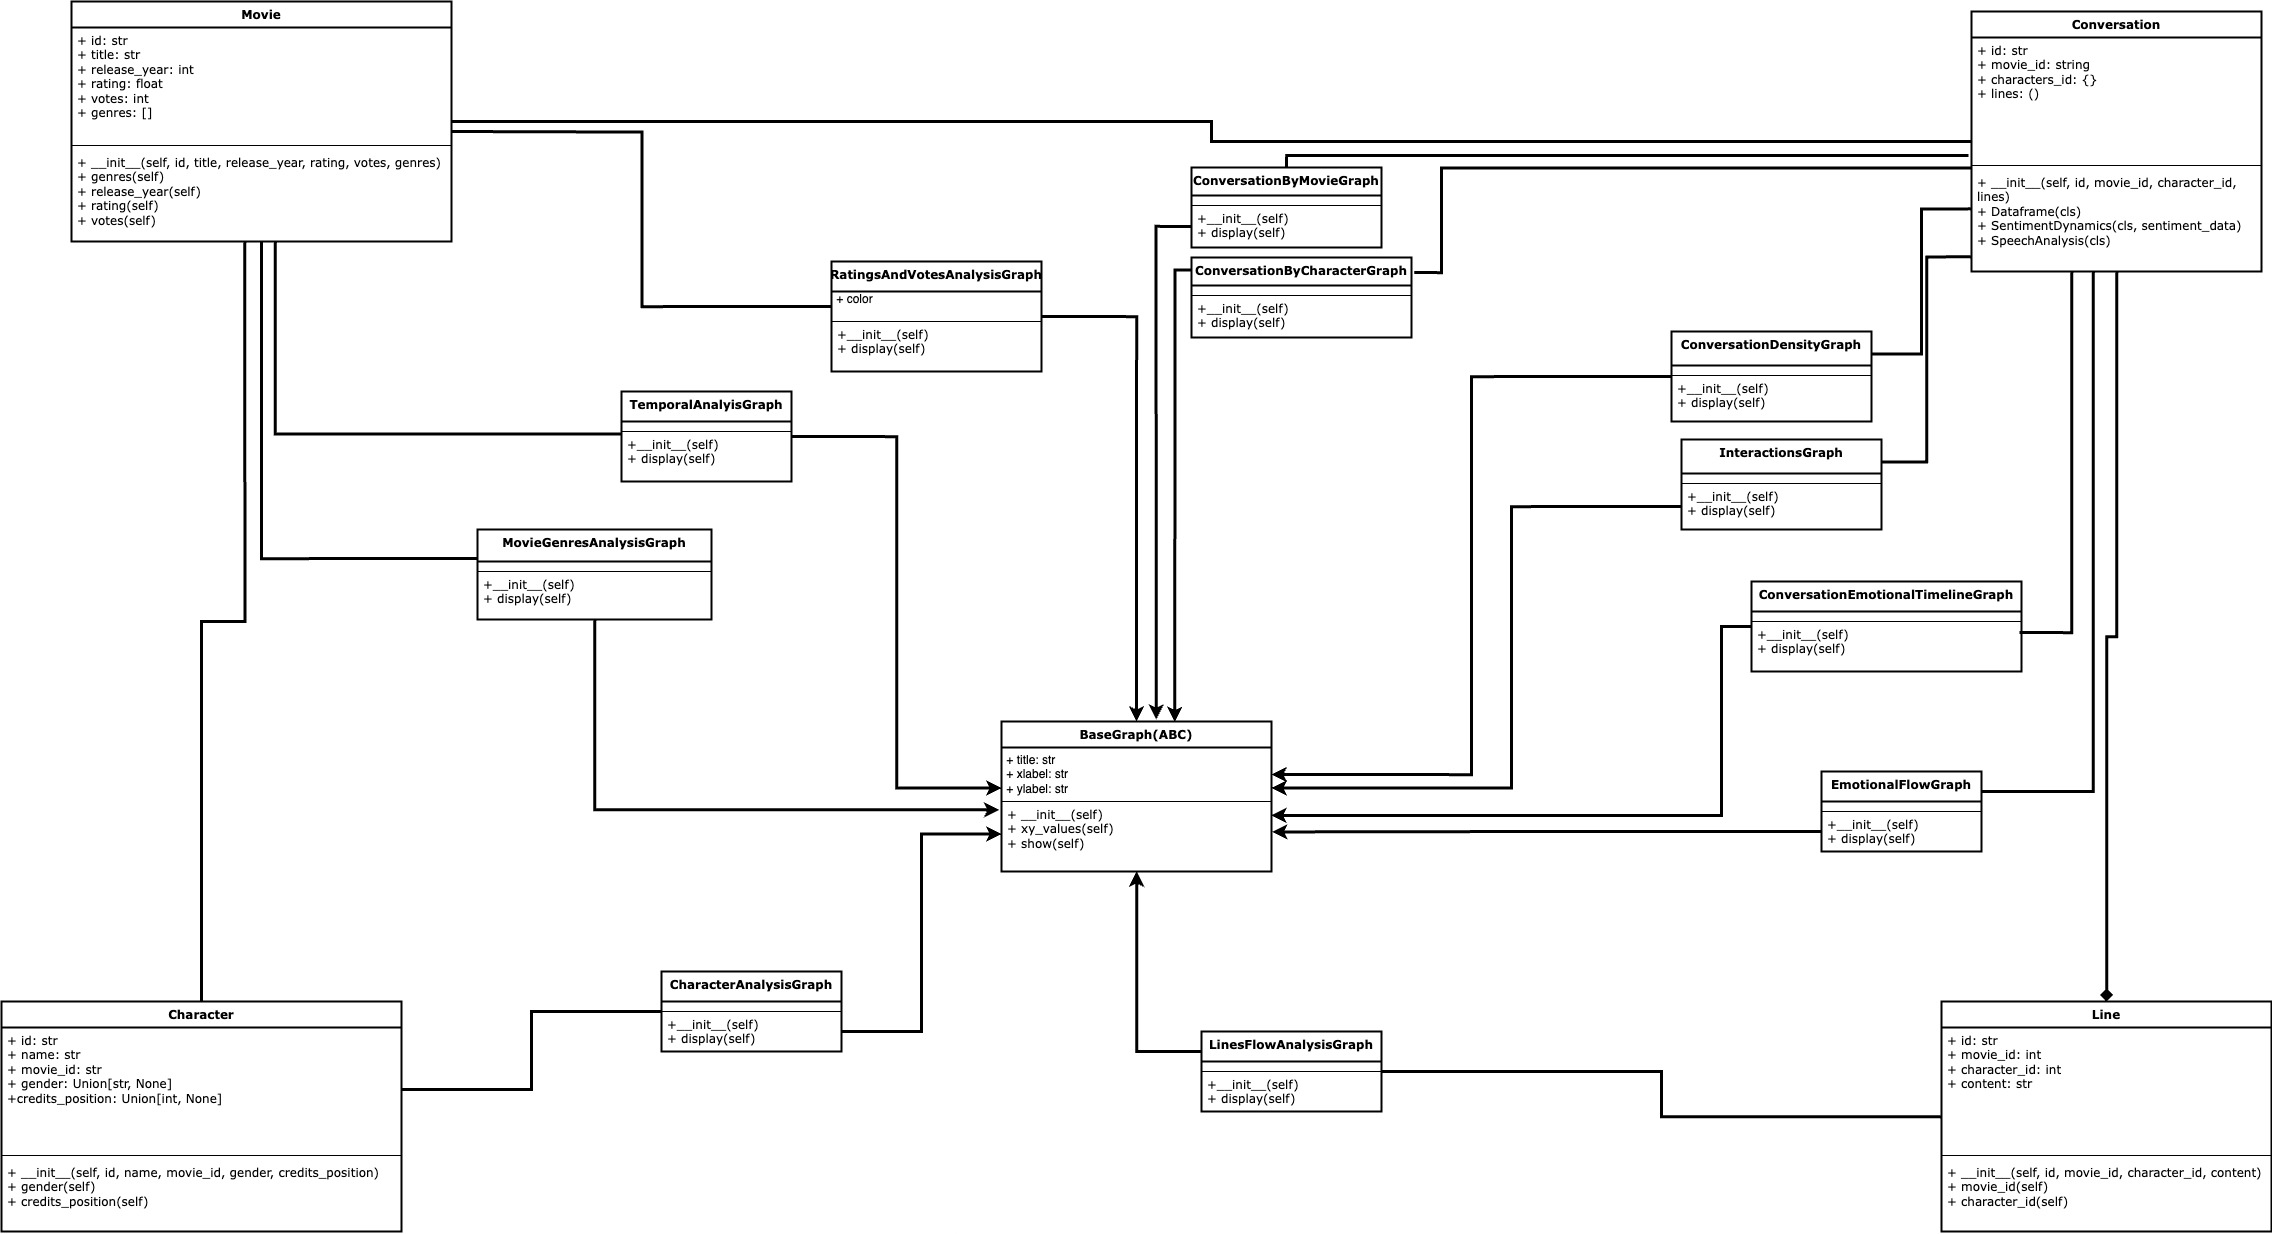 Movie
+ id: str
+ title: str
+ release_year: int
+ rating: float
+ votes: int
+ genres: []
+ __init__(self, id, title, release_year, rating, votes, genres)
+ genres(self)
+ release_year(self)
+ rating(self)
+ votes(self)
Conversation
+ id: str
+ movie_id: string
+ characters_id: {}
+ lines: ()
+ __init__(self, id, movie_id, character_id,
lines)
+ Dataframe(cls)
+ SentimentDynamics(cls, sentiment_data)
+ SpeechAnalysis(cls)
ConversationByMovieGraph
+__init__(self)
+ display(self)
ConversationByCharacterGraph
+__init__(self)
+ display(self)
RatingsAndVotesAnalysisGraph
+ color
+__init__(self)
+ display(self)
ConversationDensityGraph
+__init__(self)
+ display(self)
TemporalAnalyisGraph
+__init__(self)
+ display(self)
InteractionsGraph
+__init__(self)
+ display(self)
MovieGenresAnalysisGraph
+__init__(self)
+ display(self)
ConversationEmotionalTimelineGraph
+__init__(self)
+ display(self)
BaseGraph(ABC)
+ title: str
+ xlabel: str
+ ylabel: str
+ __init__(self)
+ xy_values(self)
+ show(self)
EmotionalFlowGraph
+__init__(self)
+ display(self)
CharacterAnalysisGraph
+__init__(self)
+ display(self)
Character
+ id: str
+ name: str
+ movie_id: str
+ gender: Union[str, None]
+credits_position: Union[int, None]
+ __init__(self, id, name, movie_id, gender, credits_position)
+ gender(self)
+ credits_position(self)
LinesFlowAnalysisGraph
+__init__(self)
+ display(self)
Line
+ id: str
+ movie_id: int
+ character_id: int
+ content: str
+ __init__(self, id, movie_id, character_id, content)
+ movie_id(self)
+ character_id(self)